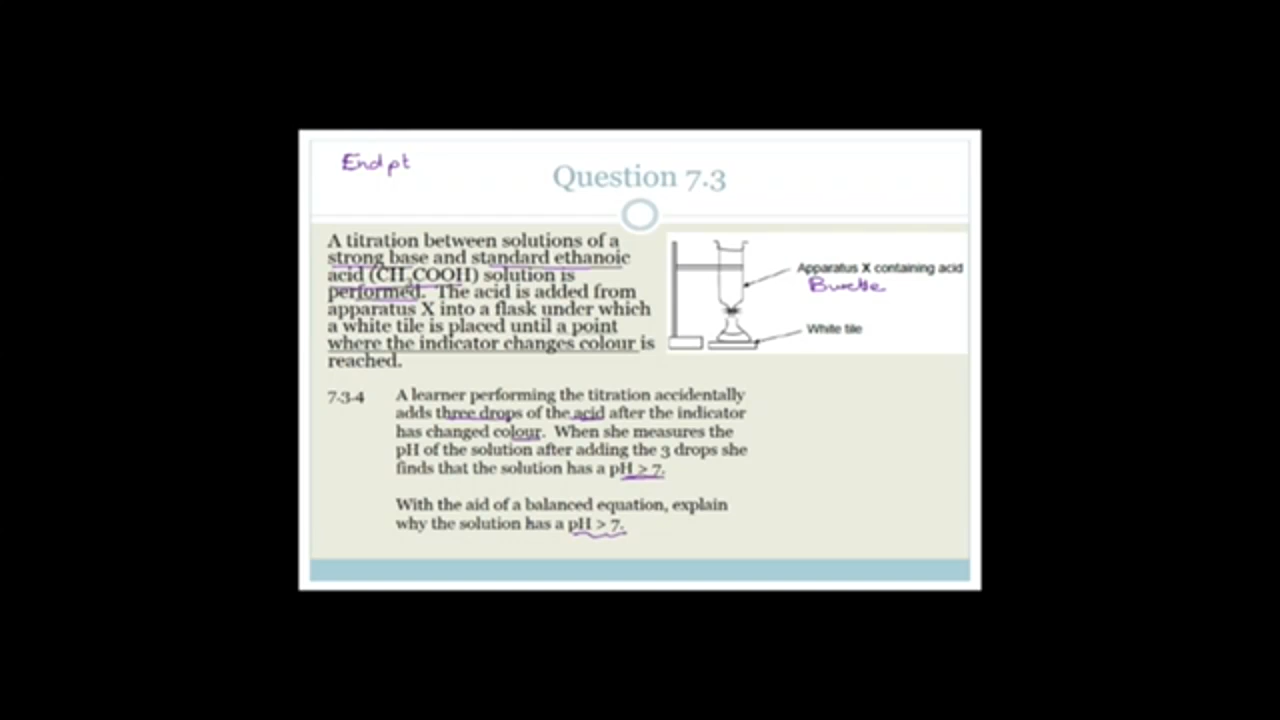 End pt
Question 7.3
A titration between solutions of a
strong base and standard ethanoic
acid (CH3COOH) solution is
performed. The acid is added from
apparatus X into a flask under which
a white tile is placed until a point
where the indicator changes colour is
reached.
Apparatus X containing acid
Burette
White tile
7.3.4 A learner performing the titration accidentally
adds three drops of the acid after the indicator
has changed colour. When she measures the
pH of the solution after adding the 3 drops she
finds that the solution has a pH > 7.
With the aid of a balanced equation, explain
why the solution has a pH > 7.